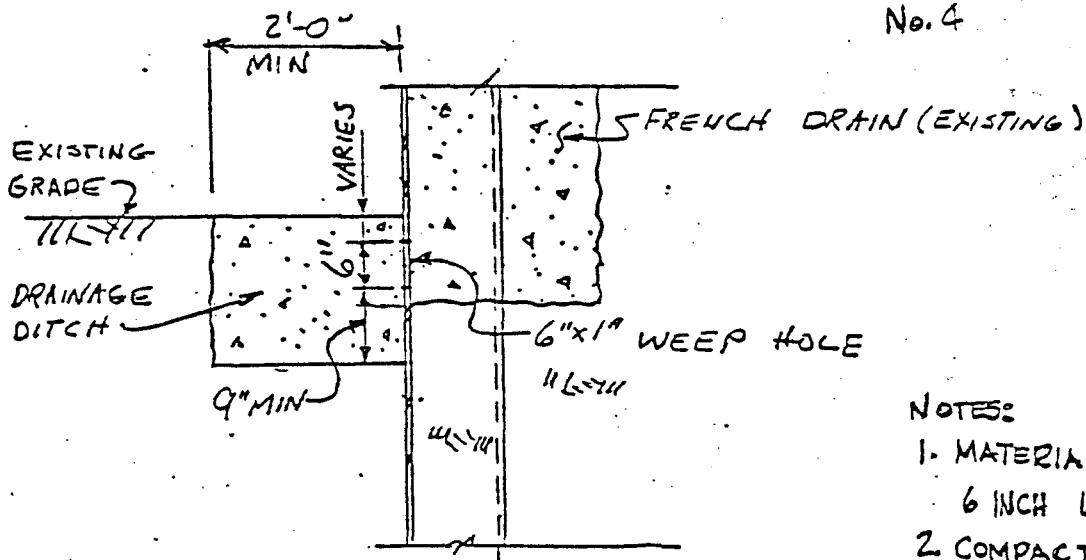 No. 4
2'-0"
MIN
FRENCH DRAIN (EXISTING)
VARIES
EXISTING
GRADE
6"
DRAINAGE
DITCH
6"x1" WEEP HOLE
9" MIN
NOTES:
1. MATERIA
6 INCH L
2 COMPACT